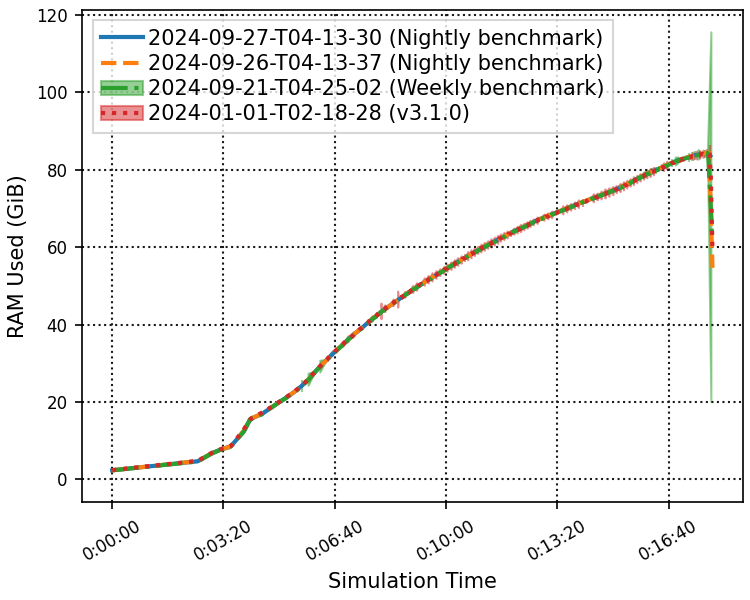 2024-09-27-T04-13-30 (Nightly benchmark)
2024-09-26-T04-13-37 (Nightly benchmark)
2024-09-21-T04-25-02 (Weekly benchmark)
2024-01-01-T02-18-28 (v3.1.0)
RAM Used (GiB)
120
100
80
60
40
20
0
0:00:00
0:03:20
0:06:40
0:10:00
0:13:20
0:16:40
Simulation Time